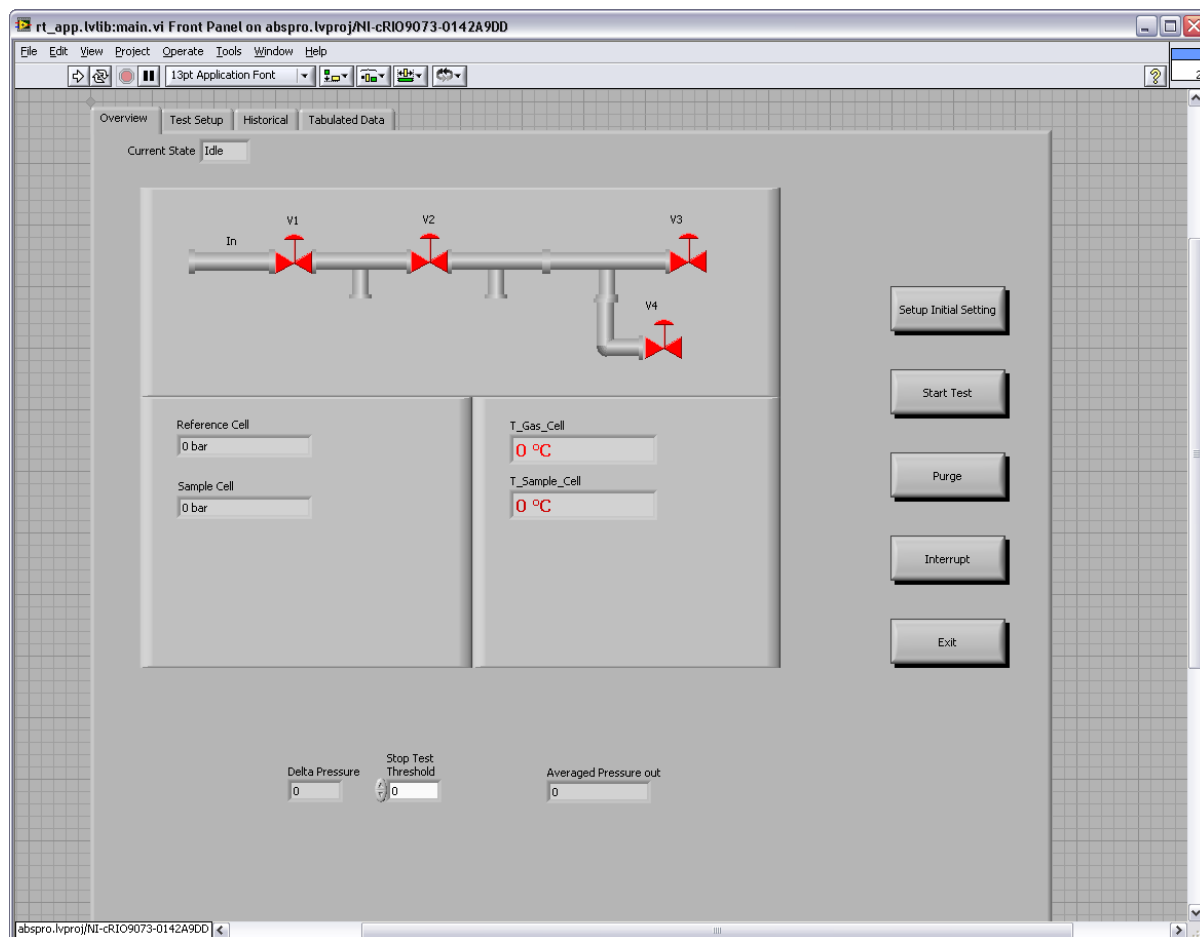 rt_app.lvlib:main.vi Front Panel on abspro.lvproj/NI-cRIO9073-0142A9DD
File Edit View Project Operate Tools Window Help
13pt Application Font
?
2
Overview Test Setup Historical Tabulated Data
Current State Idle
V1 V2 V3
In
V4
Setup Initial Setting
Start Test
Reference Cell
0 bar
T_Gas_Cell
0 °C
Sample Cell
0 bar
T_Sample_Cell
0 °C
Purge
Interrupt
Exit
Delta Pressure
0
Stop Test
Threshold
0
Averaged Pressure out
0
abspro.lvproj/NI-cRIO9073-0142A9DD